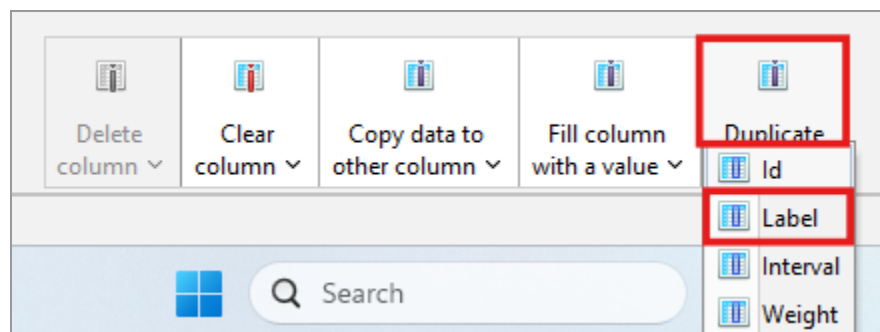 Delete
column
Clear
column
Copy data to
other column
Fill column
with a value
Duplicate
Id
Label
Interval
Weight
Search